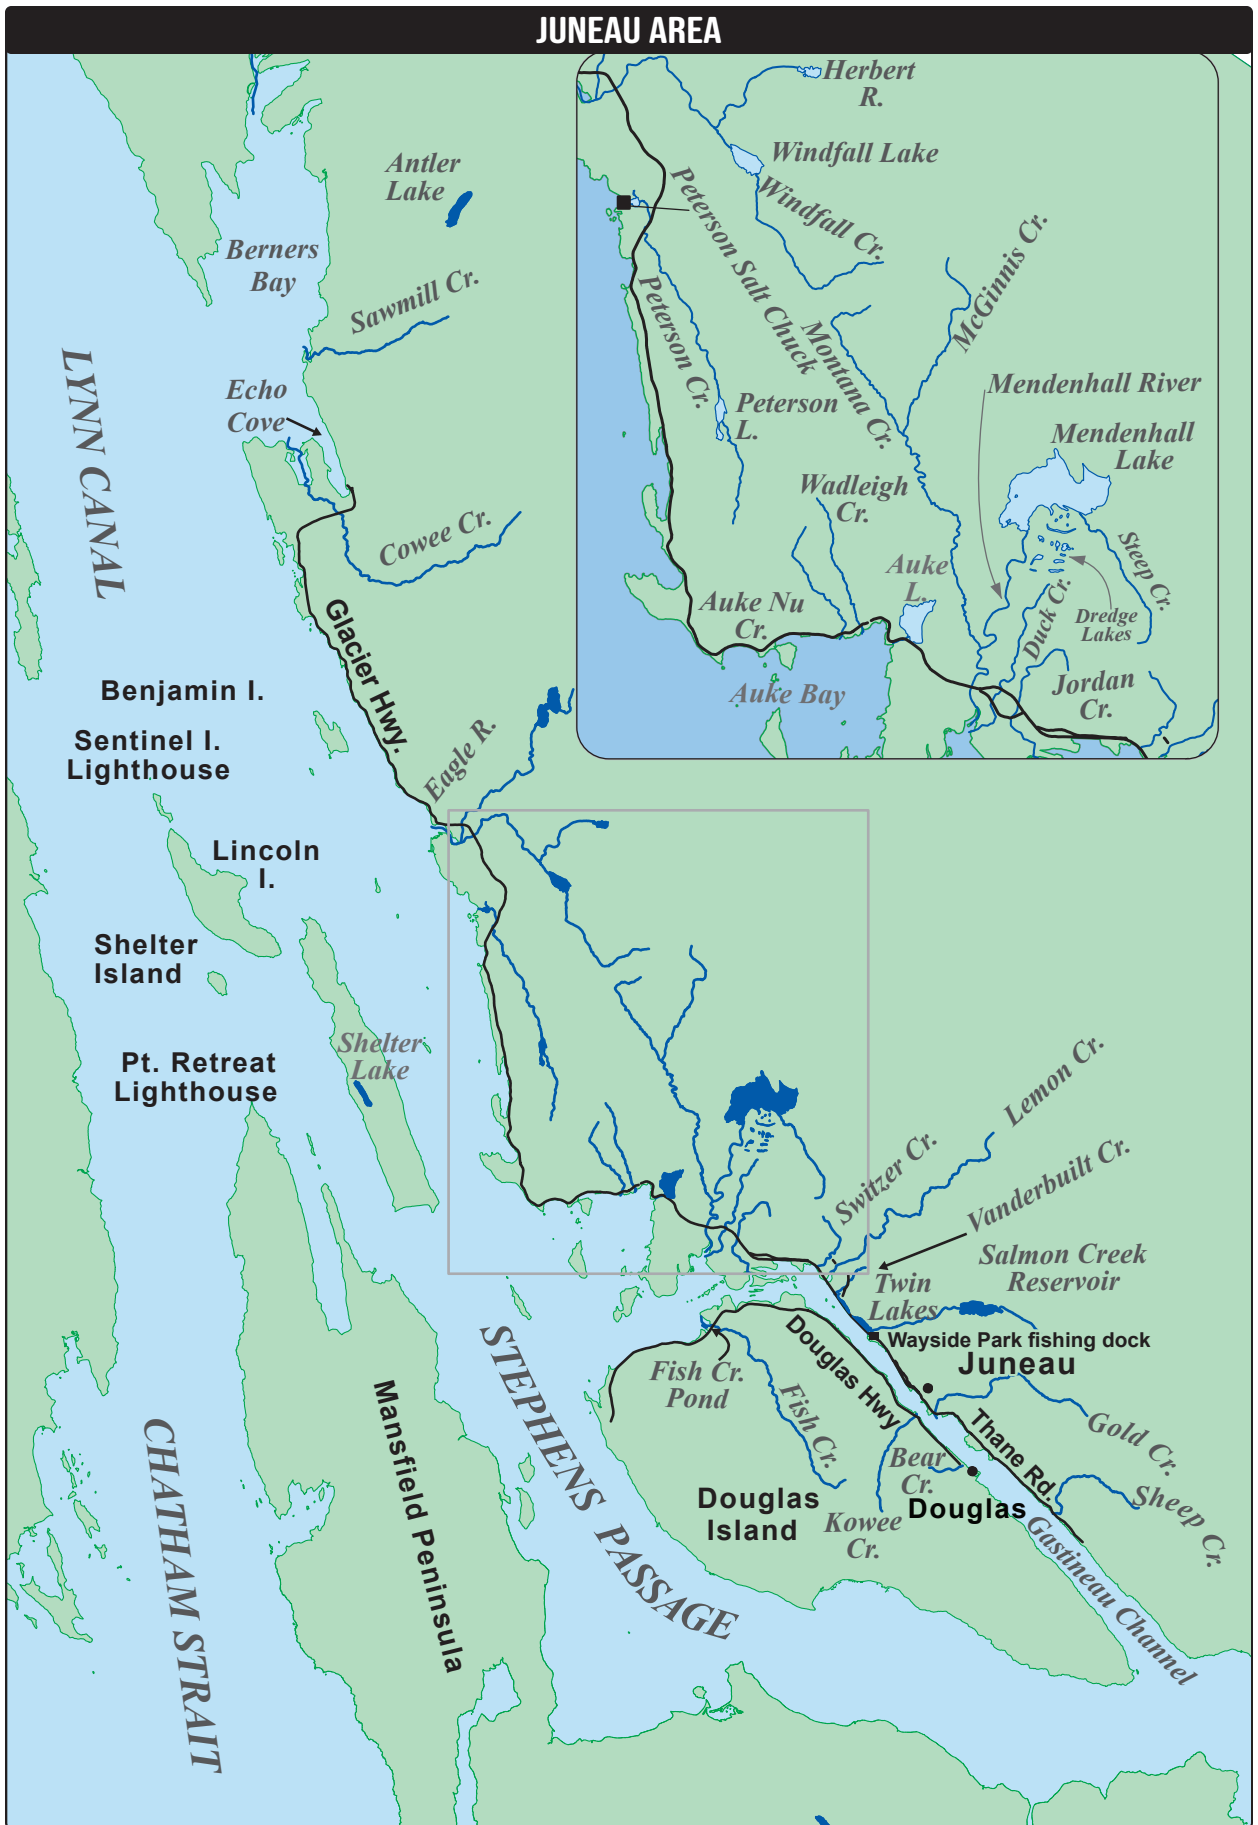 JUNEAU AREA
Herbert
R.
Windfall Lake
Windfall Cr.
Peterson Salt Chuck
Peterson Cr.
McGinnis Cr.
Montana Cr.
Peterson
L.
Mendenhall River
Mendenhall
Lake
Wadleigh
Cr.
Steep Cr.
Auke
L.
Auke Nu
Cr.
Duck Cr.
Dredge
Lakes
Jordan
Cr.
Auke Bay
Antler
Lake
Berners
Bay
Sawmill Cr.
LYNN CANAL
Echo
Cove
Cowee Cr.
Glacier Hwy.
Benjamin I.
Sentinel I.
Lighthouse
Eagle R.
Lincoln
I.
Shelter
Island
Shelter
Lake
Pt. Retreat
Lighthouse
Lemon Cr.
Switzer Cr.
Vanderbuilt Cr.
Salmon Creek
Reservoir
Twin
Lakes
Wayside Park fishing dock
Juneau
Douglas Hwy
Fish Cr.
Pond
Fish Cr.
STEPHENS PASSAGE
Mansfield Peninsula
CHATHAM STRAIT
Thane Rd.
Gold Cr.
Bear
Cr.
Sheep Cr.
Douglas
Island
Douglas
Kowee
Cr.
Gastineau Channel